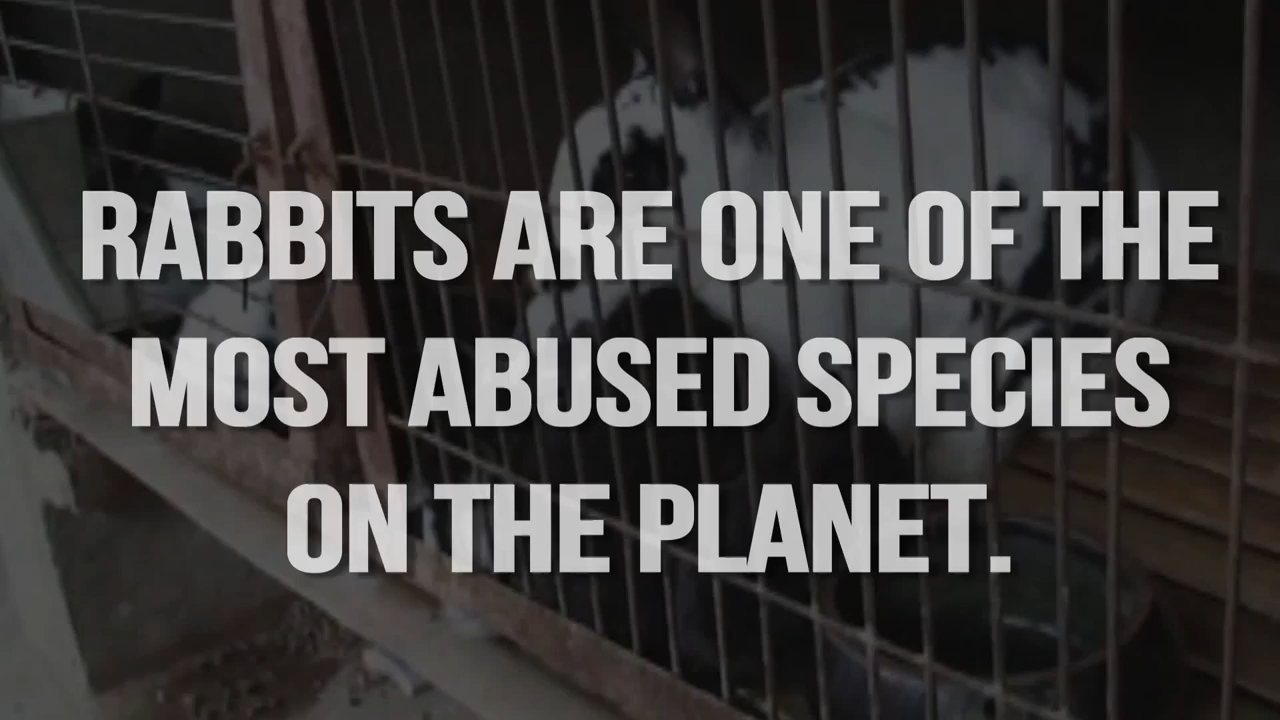 RABBITS ARE ONE OF THE
MOST ABUSED SPECIES
ON THE PLANET.